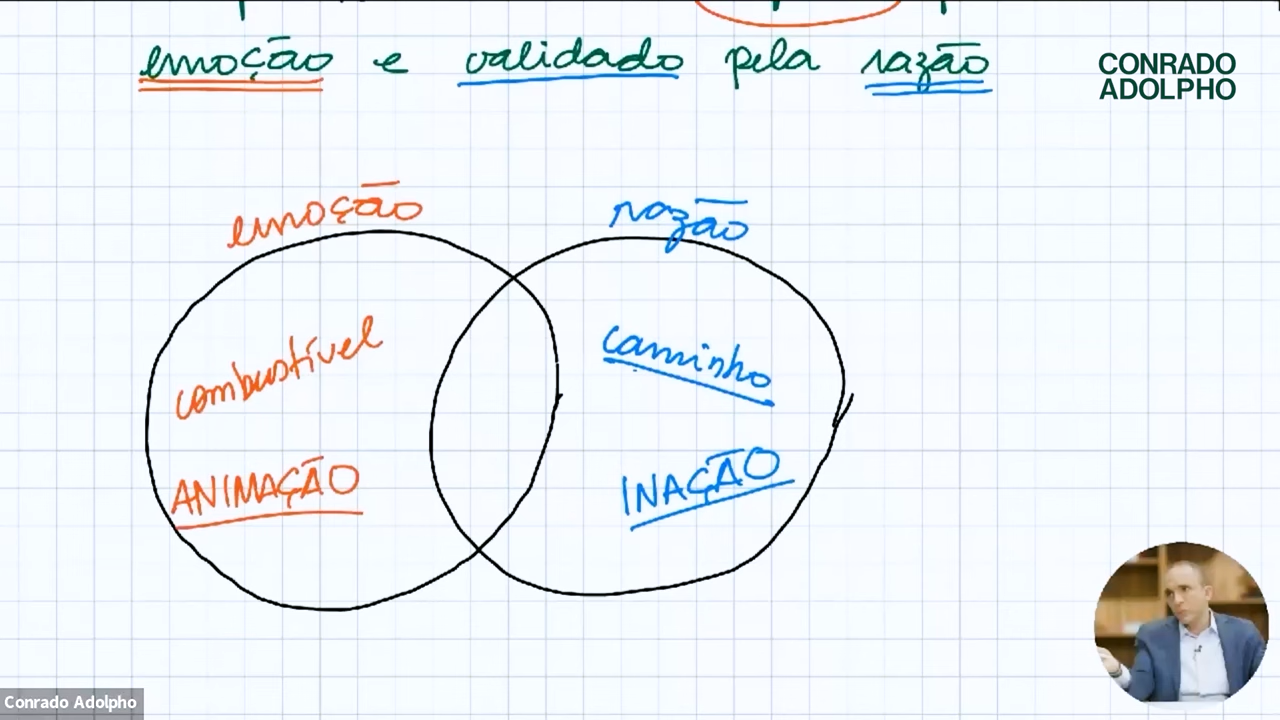 emoção e validado pela razão
CONRADO
ADOLPHO
emoção
razão
combustível
caminho
ANIMAÇÃO
INAÇÃO
Conrado Adolpho